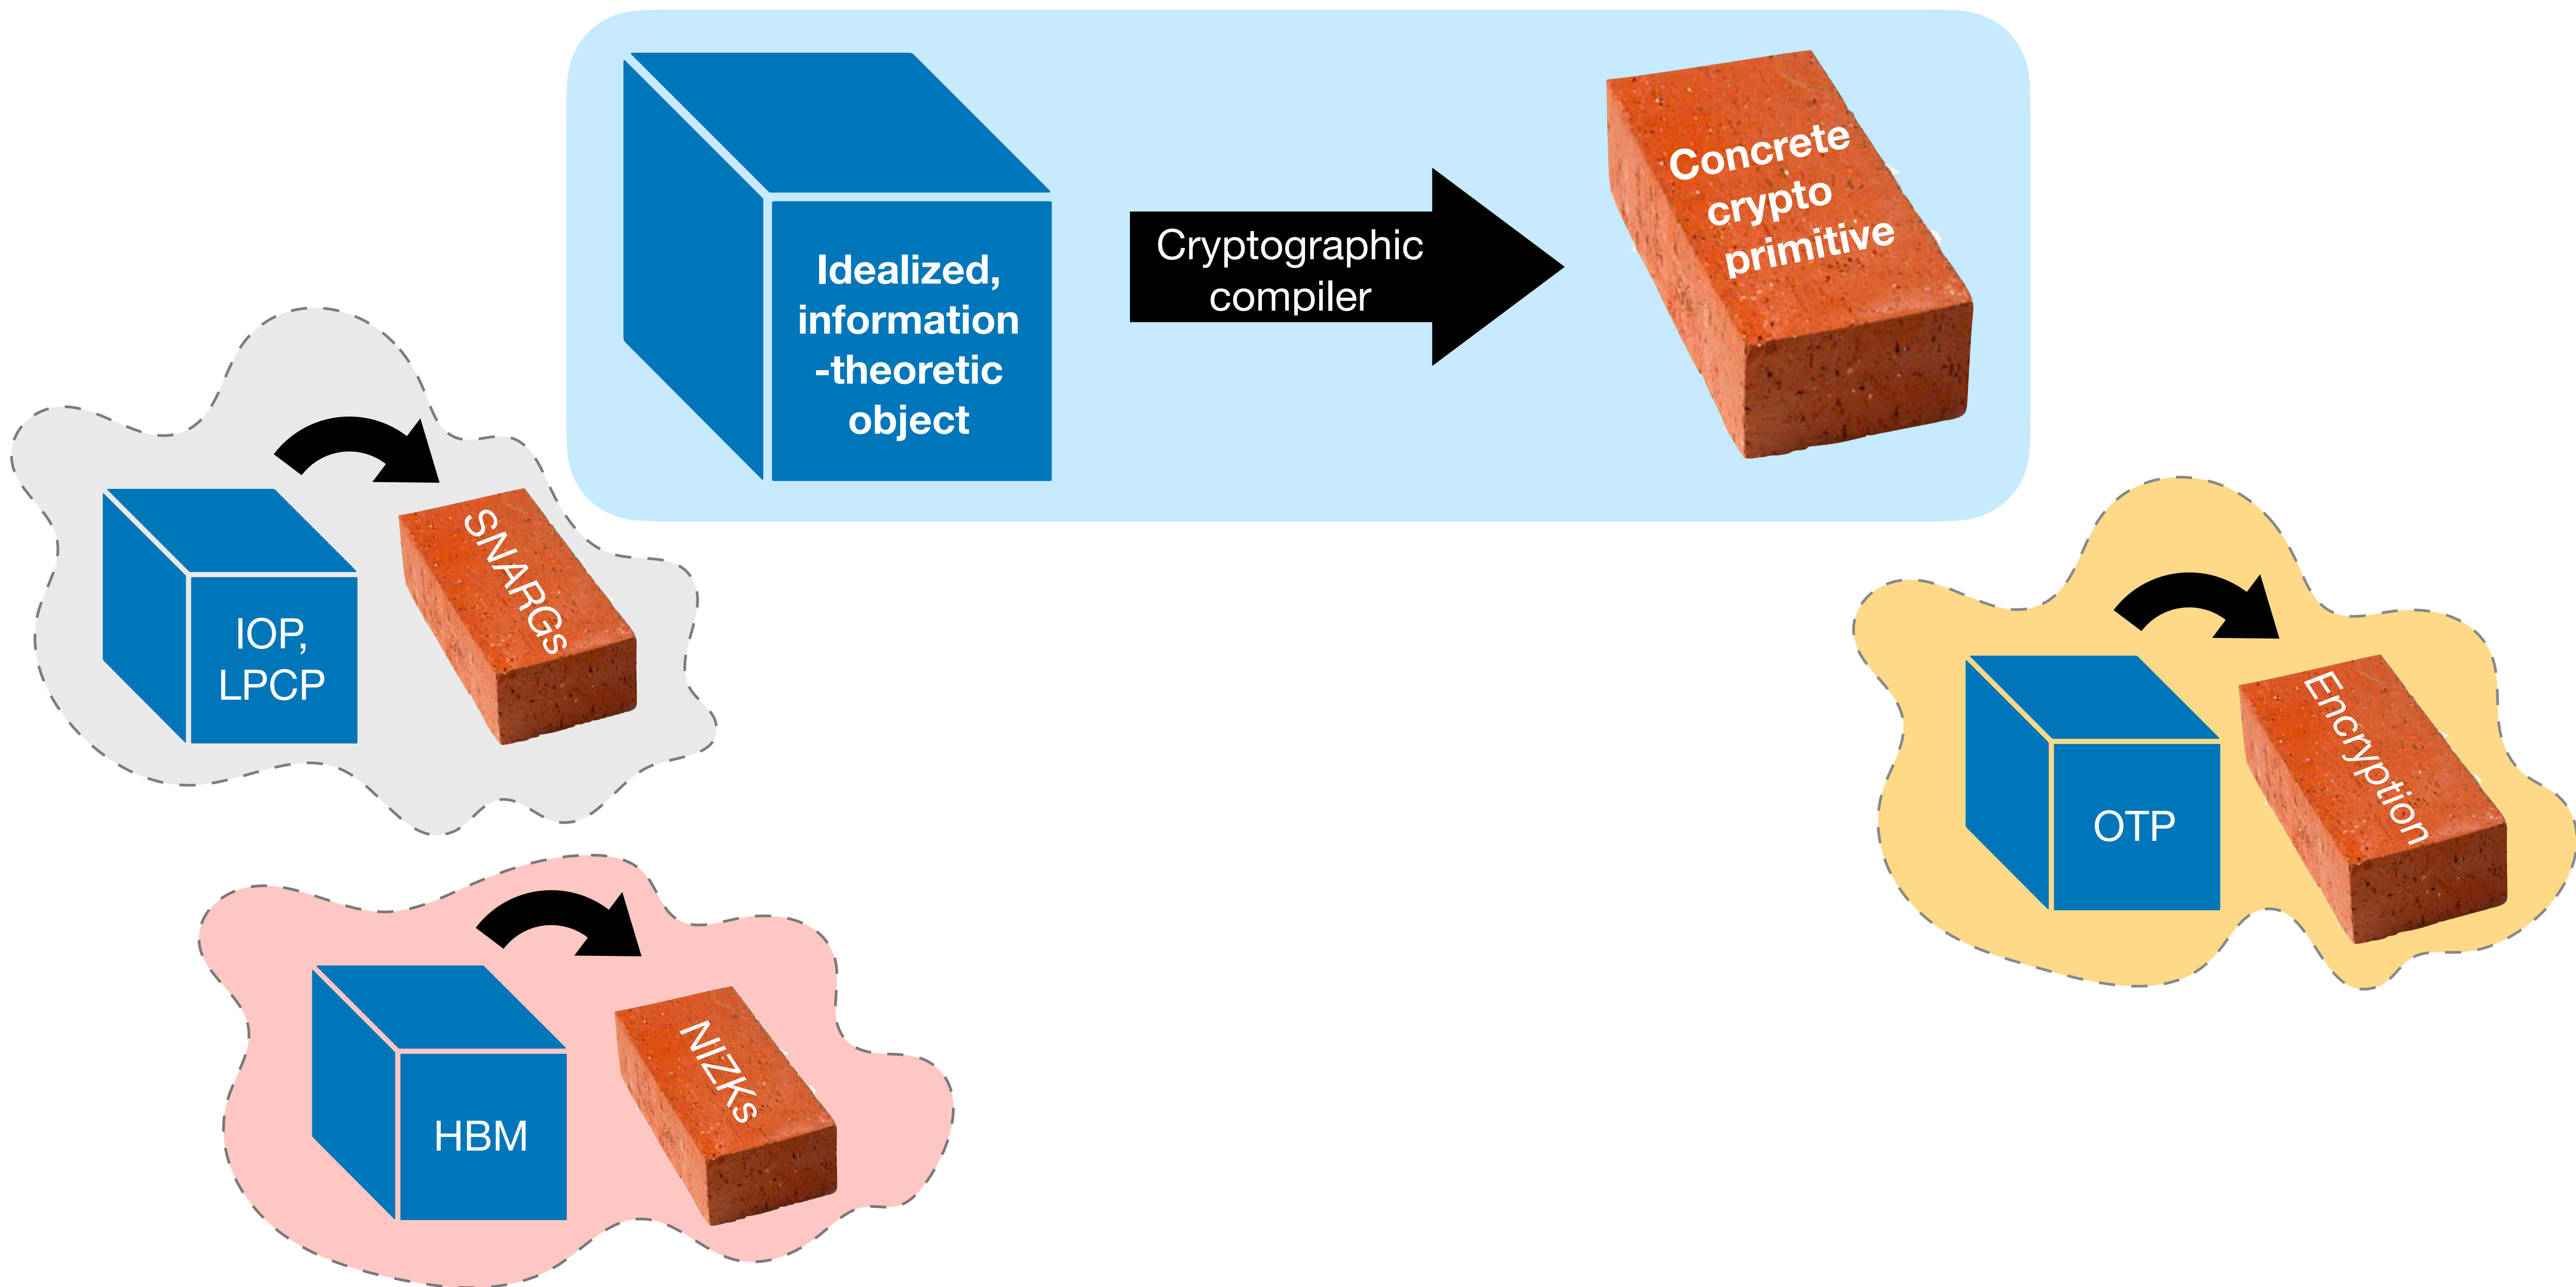 Idealized,
information
-theoretic
object
Cryptographic
compiler
Concrete
crypto
primitive
IOP,
LPCP
SNARGs
OTP
Encryption
HBM
NIZKs